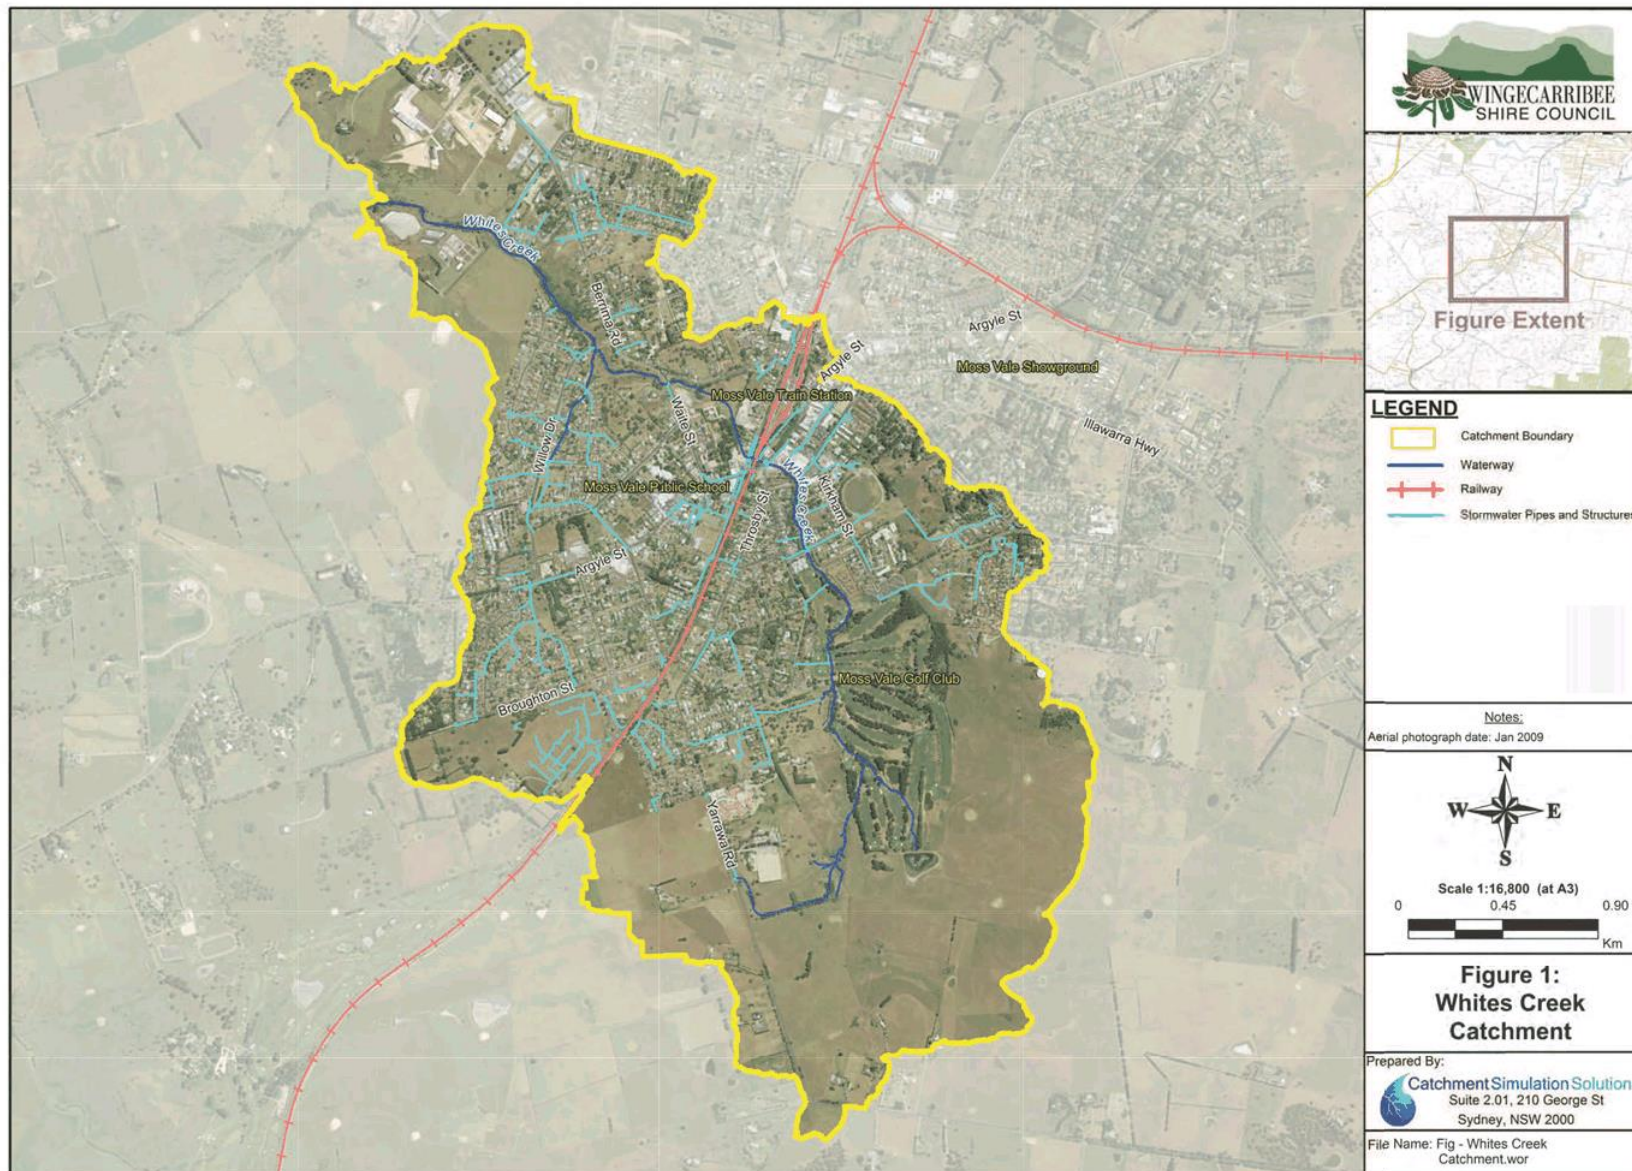 Whites Creek
Berrima Rd
Argyle St
Argyle St
Moss Vale Showground
Moss Vale Train Station
Waite St
Illawarra Hwy
Willow Dr
Whites Creek
Kirkham St
Moss Vale Public School
Throsby St
Argyle St
Moss Vale Golf Club
Broughton St
Yarrawa Rd
WINGECARRIBEE
SHIRE COUNCIL
Figure Extent
LEGEND
Catchment Boundary
Waterway
Railway
Stormwater Pipes and Structures
Notes:
Aerial photograph date: Jan 2009
N
W E
S
Scale 1:16,800 (at A3)
0 0.45 0.90
Km
Figure 1:
Whites Creek
Catchment
Prepared By:
Catchment Simulation Solution
Suite 2.01, 210 George St
Sydney, NSW 2000
File Name: Fig - Whites Creek
Catchment.wor